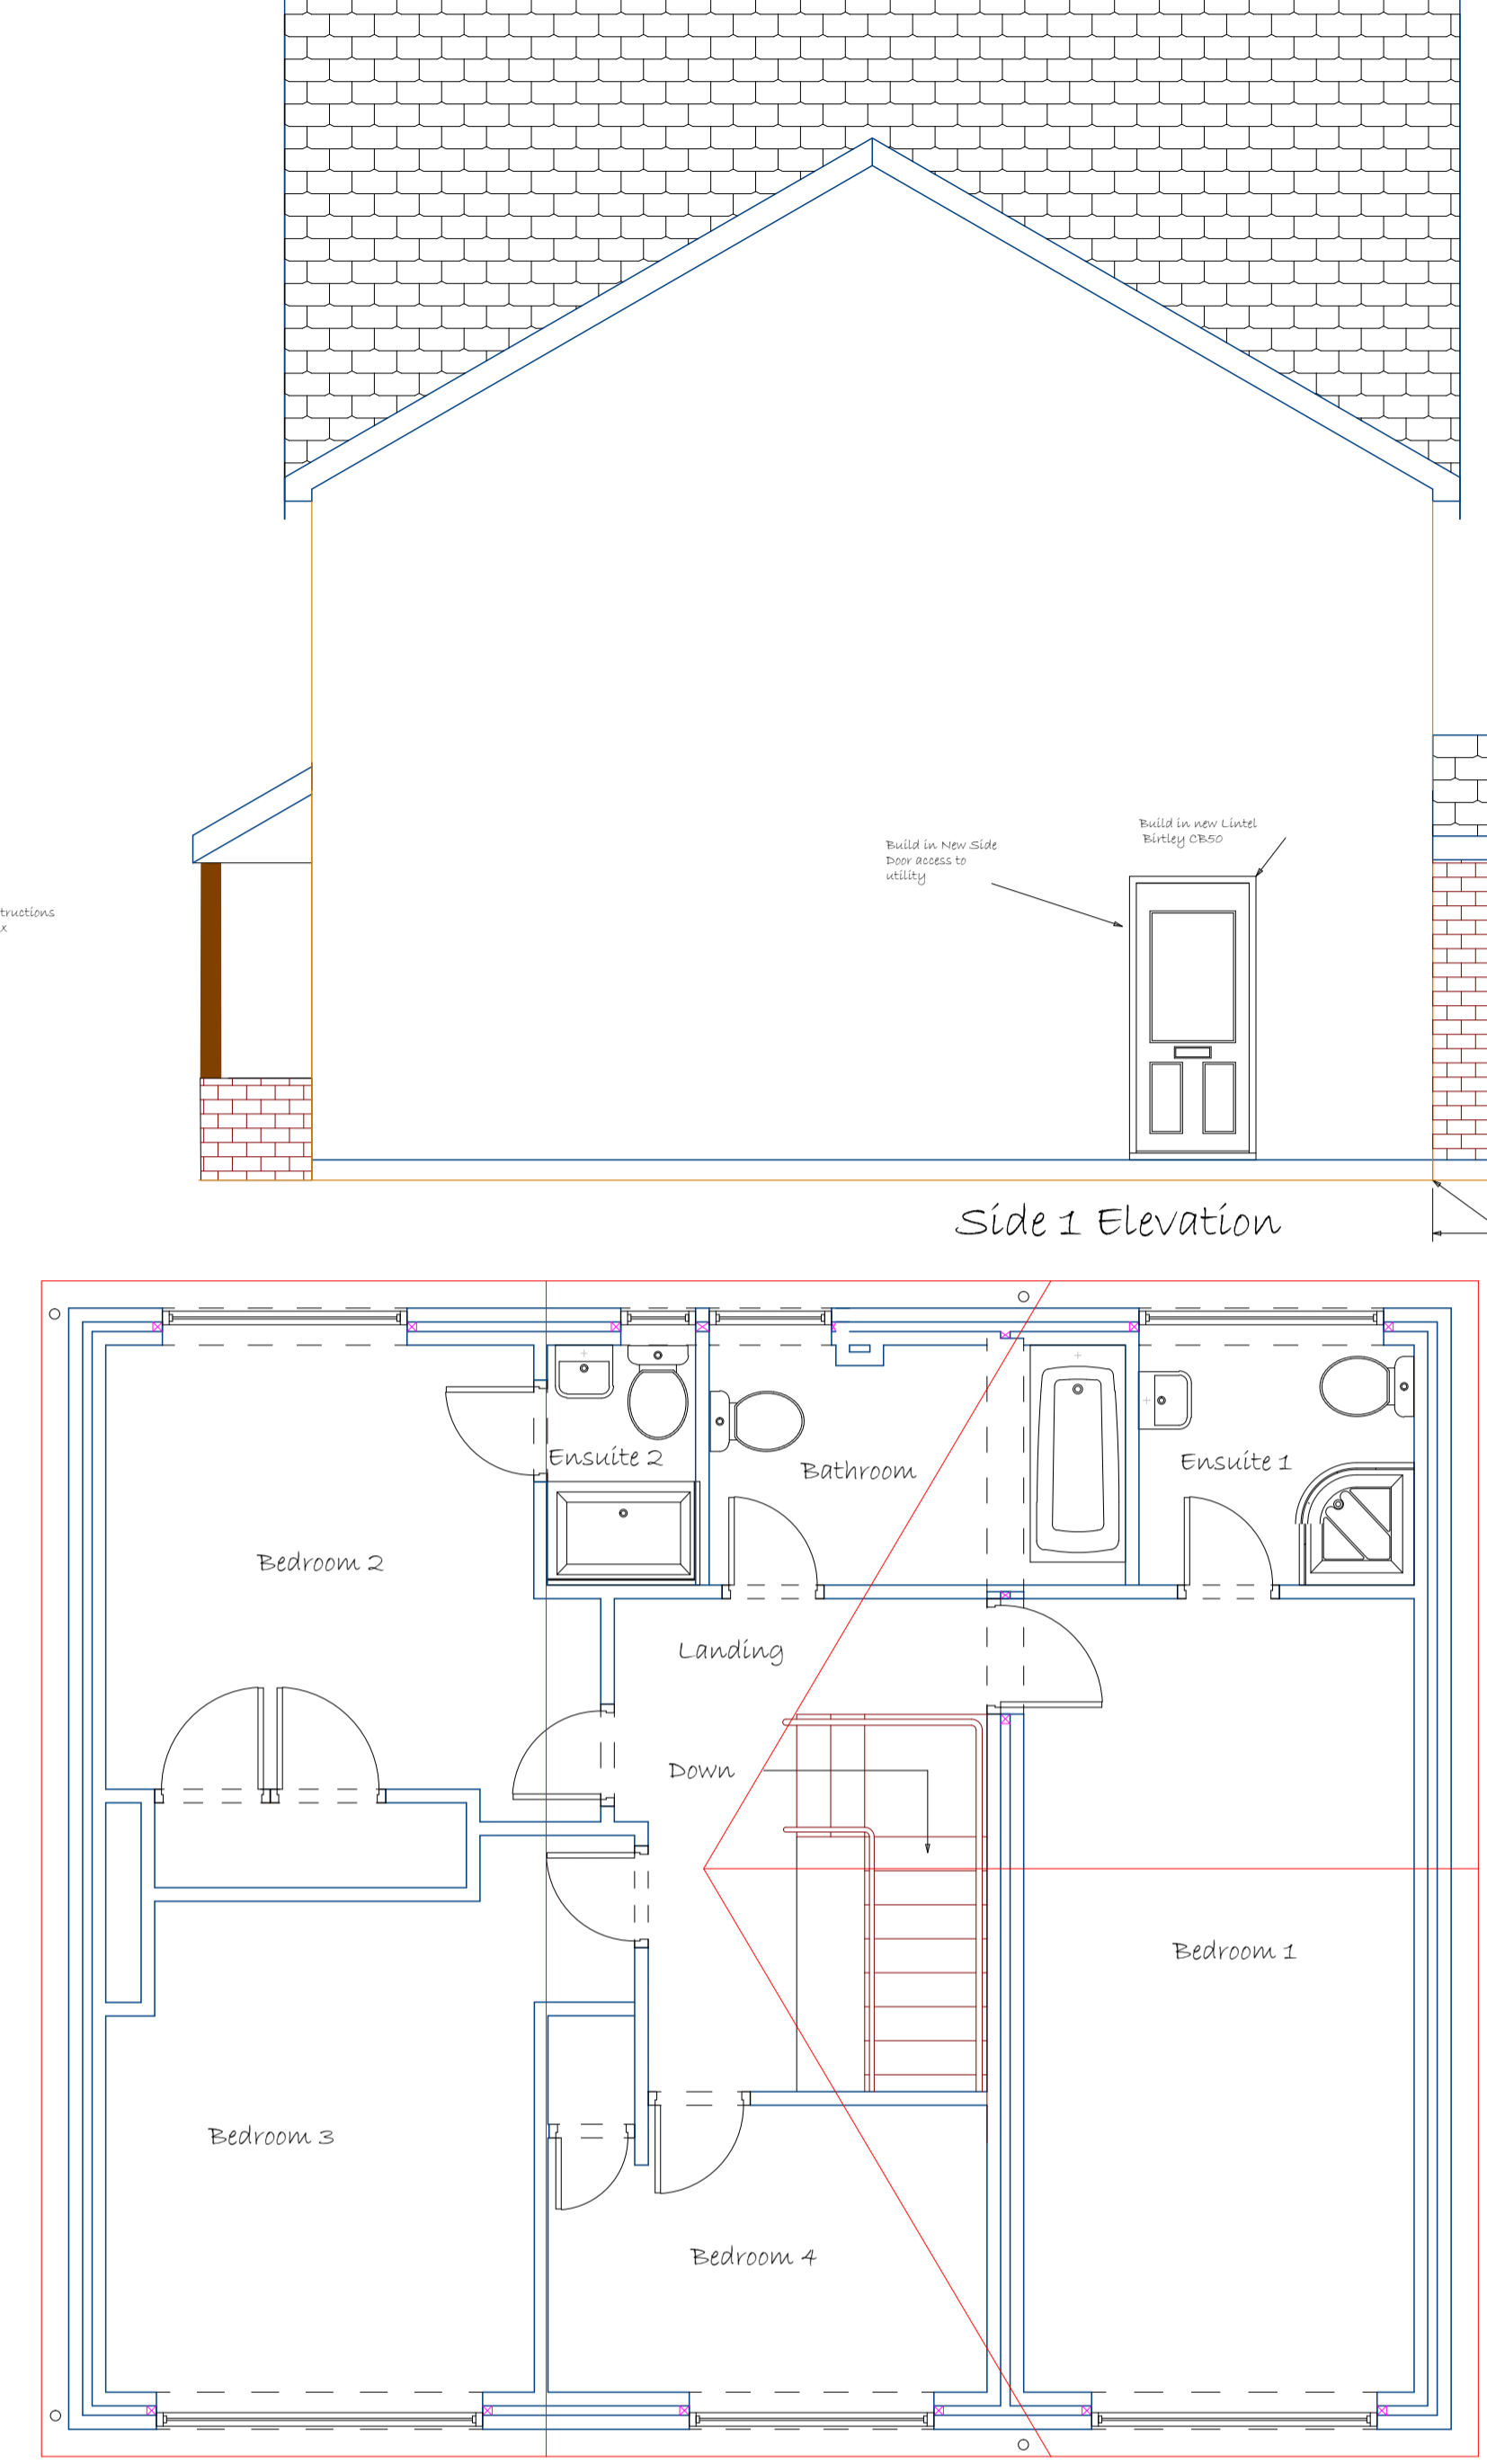 Build in new Lintel
Birtley CB50
Build in New Side
Door access to
utility
tructions
x
Side 1 Elevation
Ensuite 2
Bathroom
Ensuite 1
Bedroom 2
Landing
Down
Bedroom 1
Bedroom 3
Bedroom 4